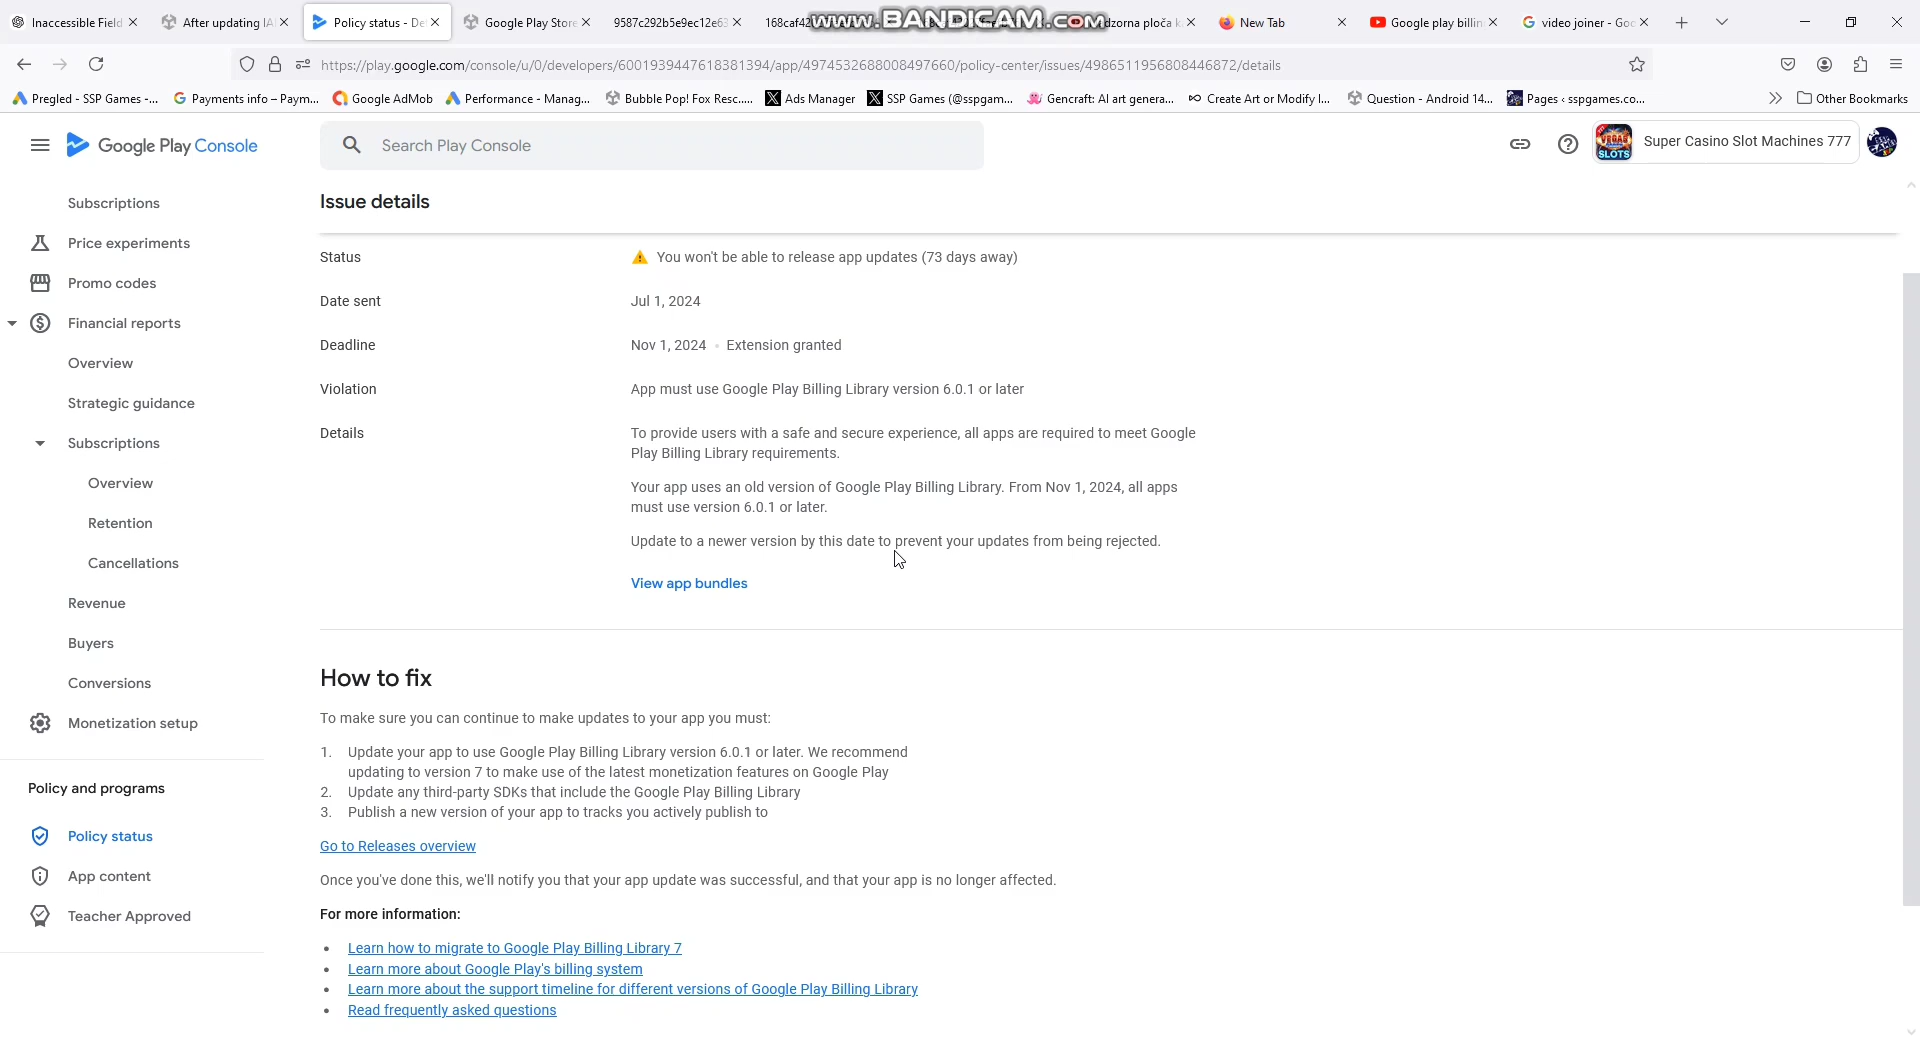 Inaccessible Field
After updating IA
Policy status - De
Google Play Store
9587c292b5e9ec12e63
168caf42
www.BANDICAM.com
dzorna ploča k
New Tab
Google play billin
video joiner - Goo
https://play.google.com/console/u/0/developers/6001939447618381394/app/4974532688008497660/policy-center/issues/4986511956808446872/details
Pregled - SSP Games -...
Payments info – Paym...
Google AdMob
Performance - Manag...
Bubble Pop! Fox Resc.....
Ads Manager
SSP Games (@sspgam...
Gencraft: AI art genera...
Create Art or Modify I...
Question - Android 14...
Pages ‹ sspgames.co...
Other Bookmarks
Google Play Console
Search Play Console
Super Casino Slot Machines 777
Subscriptions
Price experiments
Promo codes
Financial reports
Overview
Strategic guidance
Subscriptions
Overview
Retention
Cancellations
Revenue
Buyers
Conversions
Monetization setup
Policy and programs
Policy status
App content
Teacher Approved
Issue details
Status
You won't be able to release app updates (73 days away)
Date sent
Jul 1, 2024
Deadline
Nov 1, 2024 • Extension granted
Violation
App must use Google Play Billing Library version 6.0.1 or later
Details
To provide users with a safe and secure experience, all apps are required to meet Google
Play Billing Library requirements.
Your app uses an old version of Google Play Billing Library. From Nov 1, 2024, all apps
must use version 6.0.1 or later.
Update to a newer version by this date to prevent your updates from being rejected.
View app bundles
How to fix
To make sure you can continue to make updates to your app you must:
1. Update your app to use Google Play Billing Library version 6.0.1 or later. We recommend
updating to version 7 to make use of the latest monetization features on Google Play
2. Update any third-party SDKs that include the Google Play Billing Library
3. Publish a new version of your app to tracks you actively publish to
Go to Releases overview
Once you've done this, we'll notify you that your app update was successful, and that your app is no longer affected.
For more information:
• Learn how to migrate to Google Play Billing Library 7
• Learn more about Google Play's billing system
• Learn more about the support timeline for different versions of Google Play Billing Library
• Read frequently asked questions